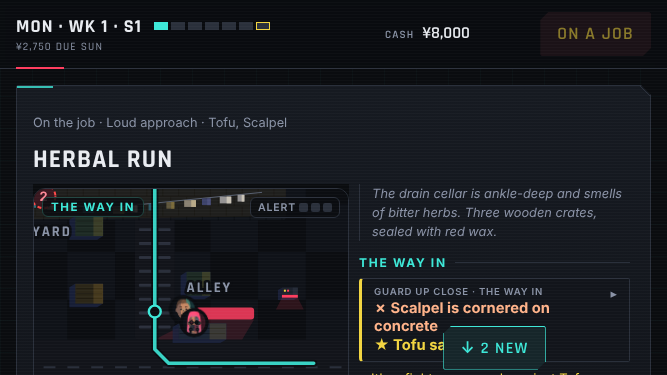 MON · WK 1 · S1
¥2,750 DUE SUN
CASH ¥8,000
ON A JOB
On the job · Loud approach · Tofu, Scalpel
HERBAL RUN
THE WAY IN
ALERT
YARD
ALLEY
The drain cellar is ankle-deep and smells
of bitter herbs. Three wooden crates,
sealed with red wax.
THE WAY IN
GUARD UP CLOSE · THE WAY IN
× Scalpel is cornered on
concrete
★ Tofu
↓ 2 NEW